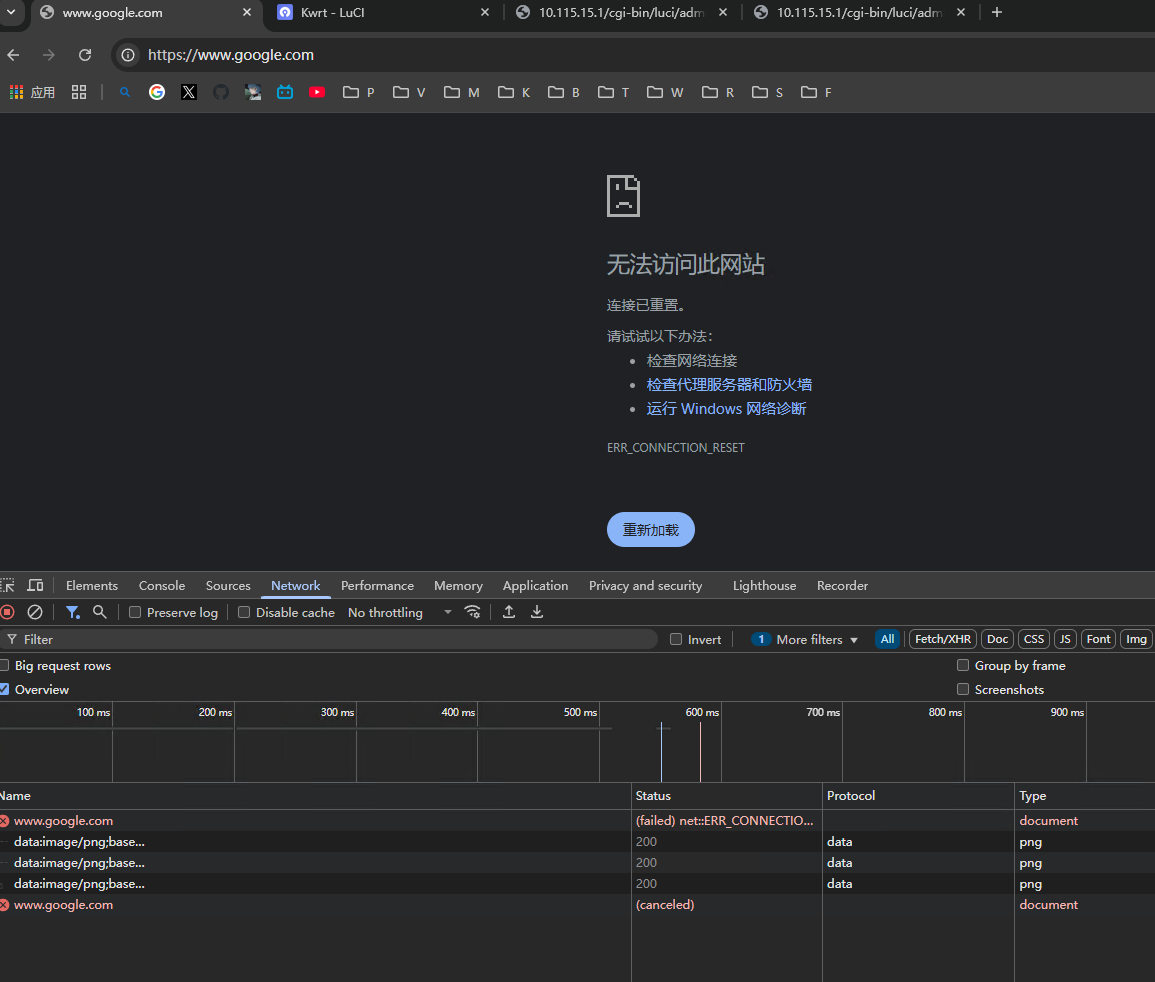 www.google.com
Kwrt - LuCI
10.115.15.1/cgi-bin/luci/adm
10.115.15.1/cgi-bin/luci/adm
https://www.google.com
应用 P V M K B T W R S F
无法访问此网站
连接已重置。
请试试以下办法：
检查网络连接
检查代理服务器和防火墙
运行 Windows 网络诊断
ERR_CONNECTION_RESET
重新加载
Elements Console Sources Network Performance Memory Application Privacy and security Lighthouse Recorder
Preserve log Disable cache No throttling
Filter Invert 1 More filters All Fetch/XHR Doc CSS JS Font Img
Big request rows Group by frame
Overview Screenshots
100 ms 200 ms 300 ms 400 ms 500 ms 600 ms 700 ms 800 ms 900 ms
Name Status Protocol Type
www.google.com (failed) net::ERR_CONNECTIO... document
data:image/png;base... 200 data png
data:image/png;base... 200 data png
data:image/png;base... 200 data png
www.google.com (canceled) document